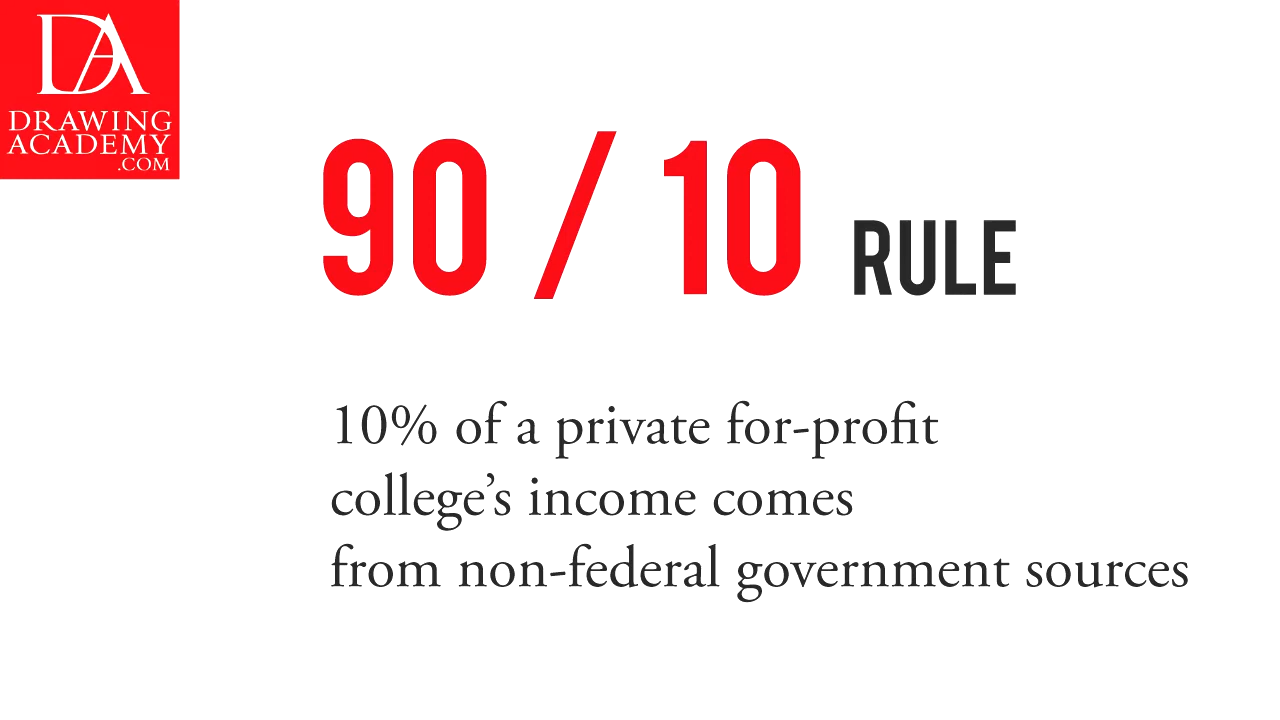 DA
DRAWING
ACADEMY
.COM
90 / 10 RULE
10% of a private for-profit
college’s income comes
from non-federal government sources